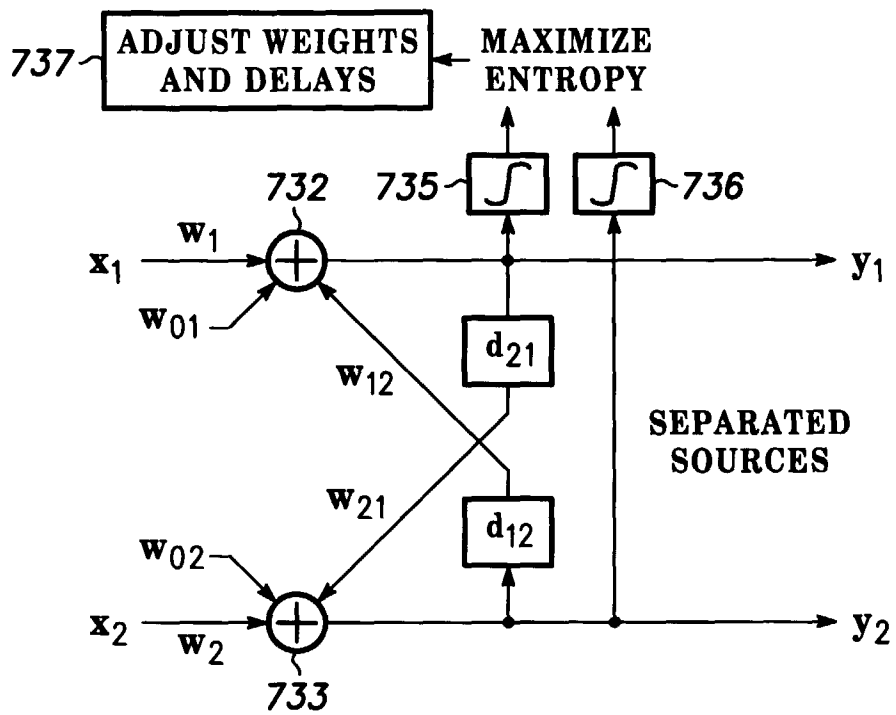 737
ADJUST WEIGHTS
AND DELAYS
MAXIMIZE
ENTROPY
732
735
736
w1
x1
y1
w01
d21
w12
SEPARATED
SOURCES
w21
d12
w02
x2
w2
y2
733